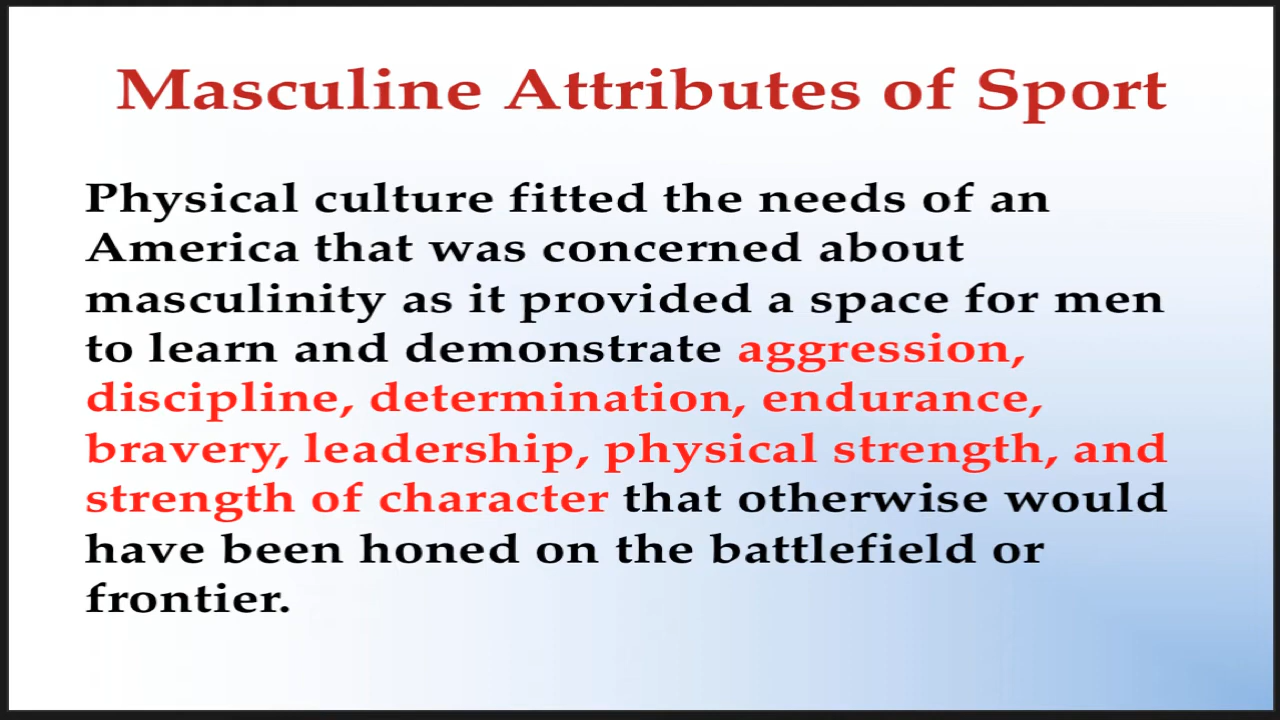 Masculine Attributes of Sport
Physical culture fitted the needs of an
America that was concerned about
masculinity as it provided a space for men
to learn and demonstrate aggression,
discipline, determination, endurance,
bravery, leadership, physical strength, and
strength of character that otherwise would
have been honed on the battlefield or
frontier.